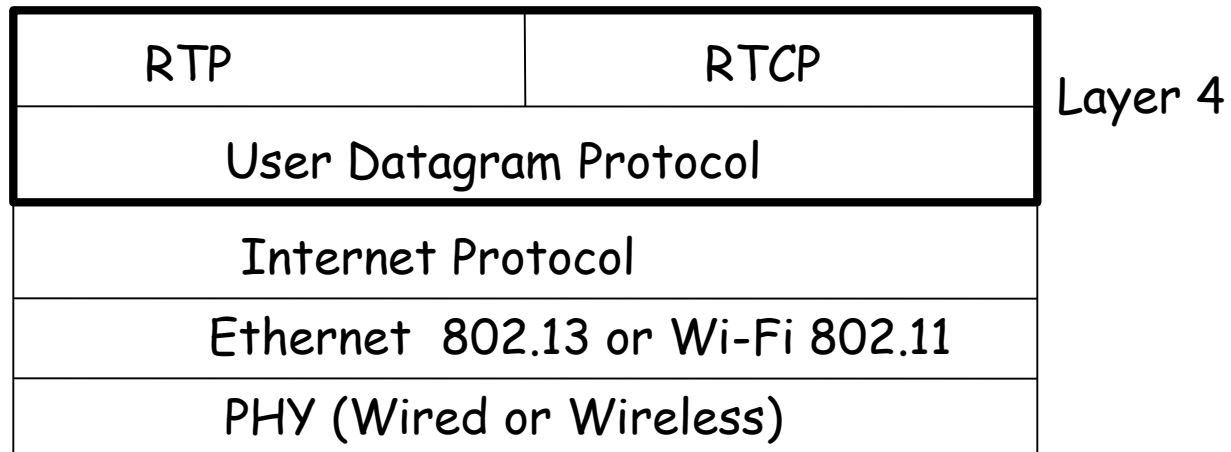 RTP RTCP
Layer 4
User Datagram Protocol
Internet Protocol
Ethernet 802.13 or Wi-Fi 802.11
PHY (Wired or Wireless)